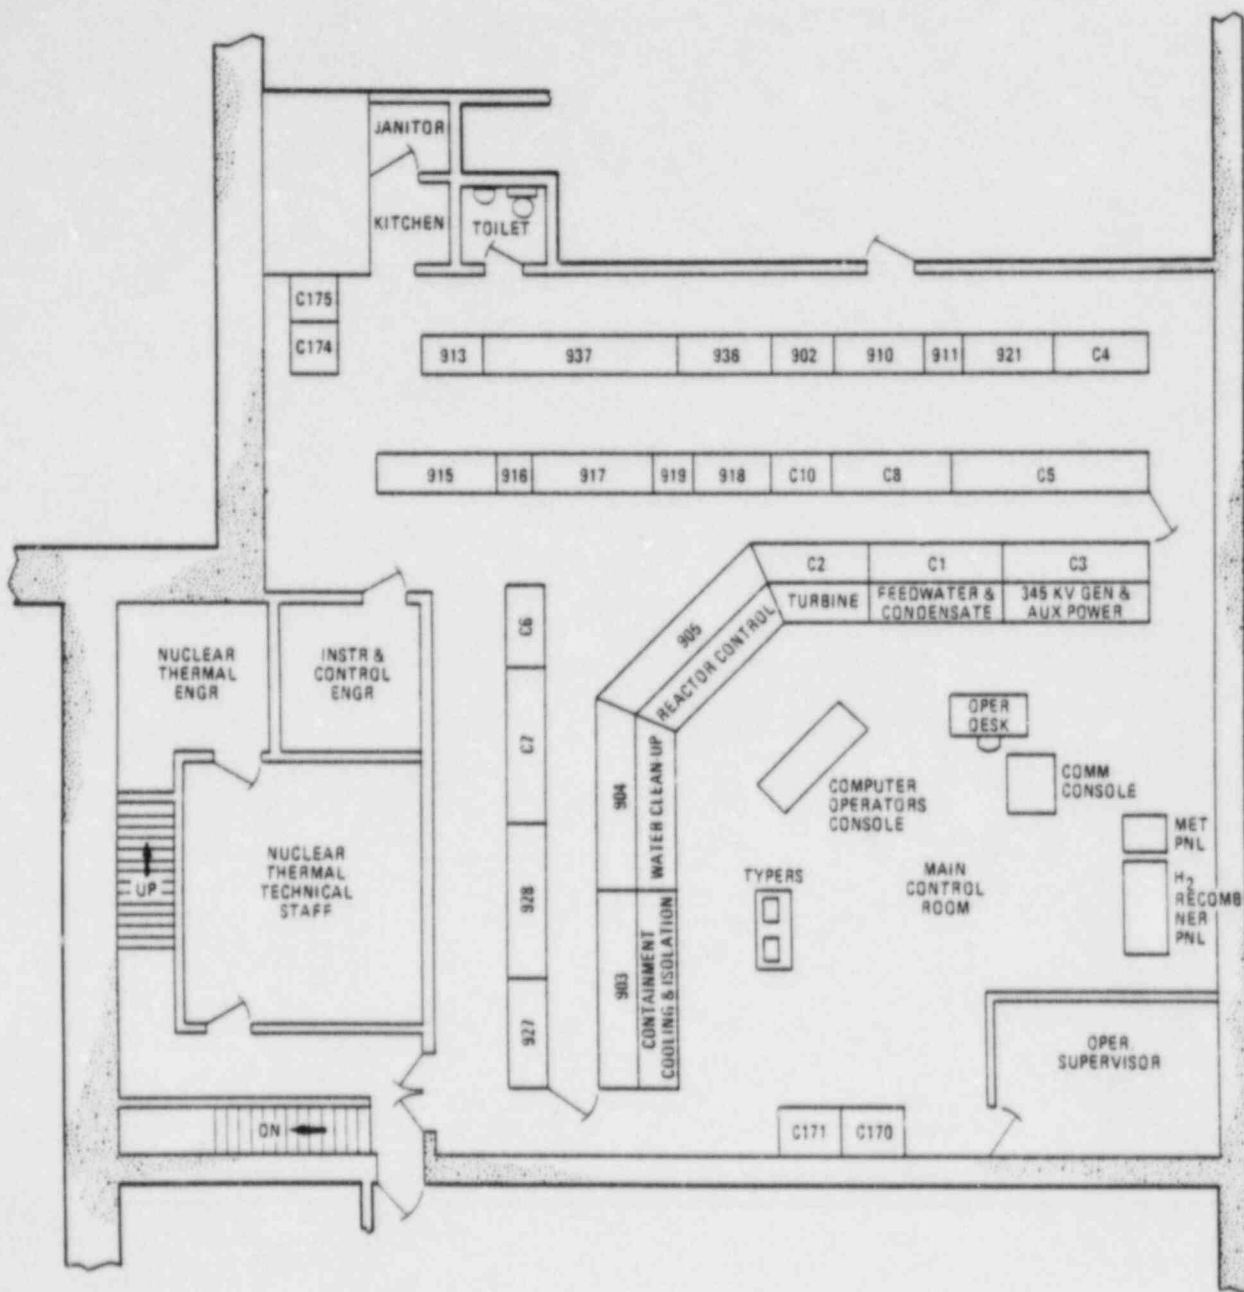 JANITOR
KITCHEN
TOILET
C175
C174
913 937 938 902 910 911 921 C4
915 916 917 919 918 C10 C8 C5
C2 C1 C3
TURBINE
FEEDWATER &
CONDENSATE
345 KV GEN &
AUX POWER
905
REACTOR CONTROL
C6
C7
928
927
904
WATER CLEAN-UP
903
CONTAINMENT
COOLING & ISOLATION
NUCLEAR
THERMAL
ENGR
INSTR &
CONTROL
ENGR
NUCLEAR
THERMAL
TECHNICAL
STAFF
UP
DN
OPER
DESK
COMM
CONSOLE
COMPUTER
OPERATORS
CONSOLE
MET
PNL
H2
RECOMB
NER
PNL
TYPERS
MAIN
CONTROL
ROOM
OPER
SUPERVISOR
C171 C170